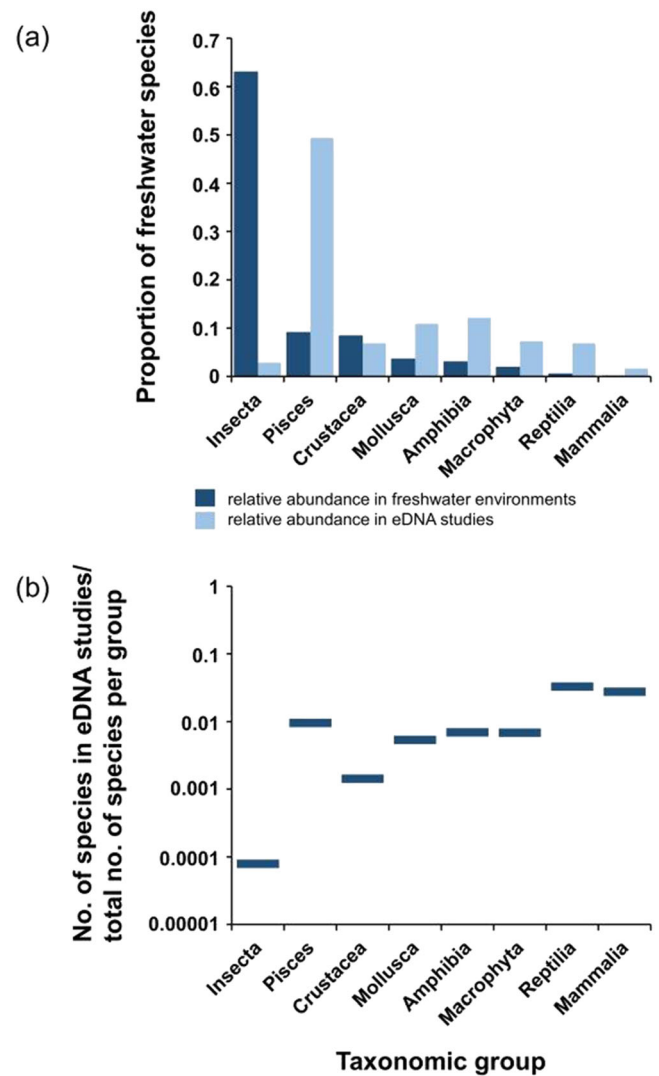 (a)
Proportion of freshwater species
0.7
0.6
0.5
0.4
0.3
0.2
0.1
0
Insecta
Pisces
Crustacea
Mollusca
Amphibia
Macrophyta
Reptilia
Mammalia
relative abundance in freshwater environments
relative abundance in eDNA studies
(b)
No. of species in eDNA studies/
total no. of species per group
1
0.1
0.01
0.001
0.0001
0.00001
Insecta
Pisces
Crustacea
Mollusca
Amphibia
Macrophyta
Reptilia
Mammalia
Taxonomic group